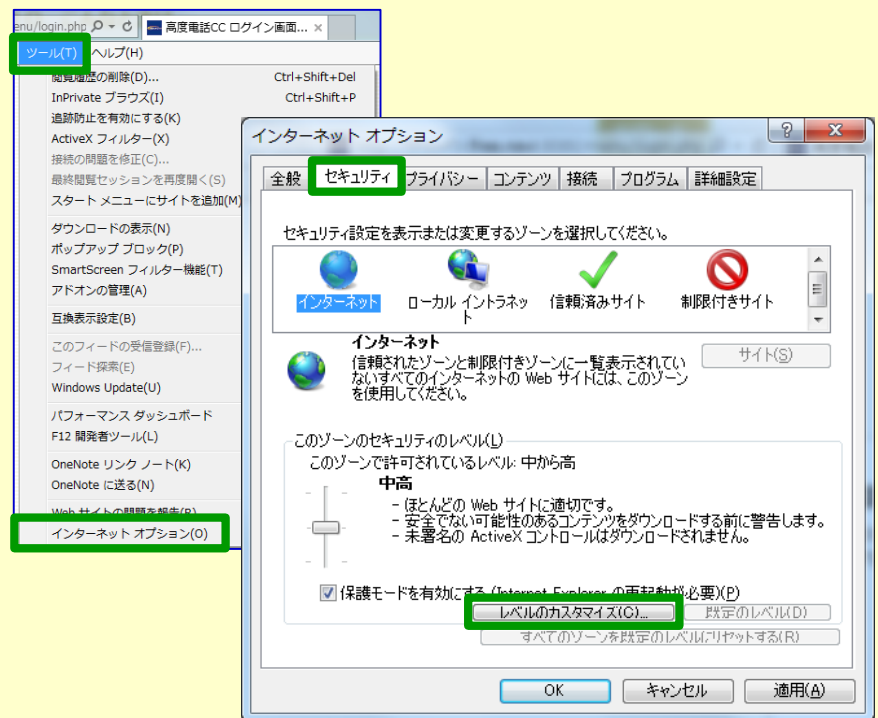 enu/login.php
高度電話CC ログイン画面...
ツール(T) ヘルプ(H)
閲覧履歴の削除(D)... Ctrl+Shift+Del
InPrivate ブラウズ(I) Ctrl+Shift+P
追跡防止を有効にする(K)
ActiveX フィルター(X)
接続の問題を修正(C)...
最終閲覧セッションを再度開く(S)
スタート メニューにサイトを追加(M)
ダウンロードの表示(N)
ポップアップ ブロック(P)
SmartScreen フィルター機能(T)
アドオンの管理(A)
互換表示設定(B)
このフィードの受信登録(F)...
フィード探索(E)
Windows Update(U)
パフォーマンス ダッシュボード
F12 開発者ツール(L)
OneNote リンク ノート(K)
OneNote に送る(N)
Web サイトの問題を報告(R)
インターネット オプション(O)
インターネット オプション
全般 セキュリティ プライバシー コンテンツ 接続 プログラム 詳細設定
セキュリティ設定を表示または変更するゾーンを選択してください。
インターネット ローカル イントラネッ 信頼済みサイト 制限付きサイト
ト
インターネット
サイト(S)
信頼されたゾーンと制限付きゾーンに一覧表示されてい
ないすべてのインターネットの Web サイトには、このゾーン
を使用してください。
このゾーンのセキュリティのレベル(L)
このゾーンで許可されているレベル: 中から高
中高
- ほとんどの Web サイトに適切です。
- 安全でない可能性のあるコンテンツをダウンロードする前に警告します。
- 未署名の ActiveX コントロールはダウンロードされません。
保護モードを有効にする (Internet Explorer の再起動が必要)(P)
レベルのカスタマイズ(C)... 既定のレベル(D)
すべてのゾーンを既定のレベルにリセットする(R)
OK キャンセル 適用(A)